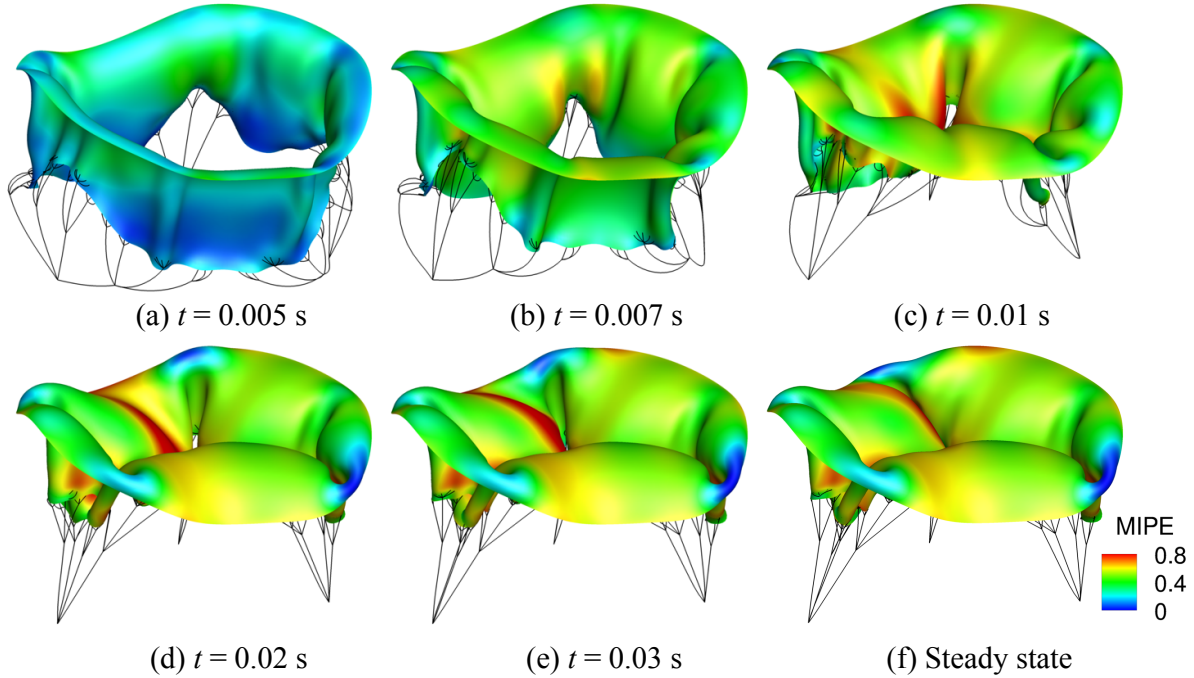 (a) t = 0.005 s
(b) t = 0.007 s
(c) t = 0.01 s
MIPE
0.8
0.4
0
(d) t = 0.02 s
(e) t = 0.03 s
(f) Steady state